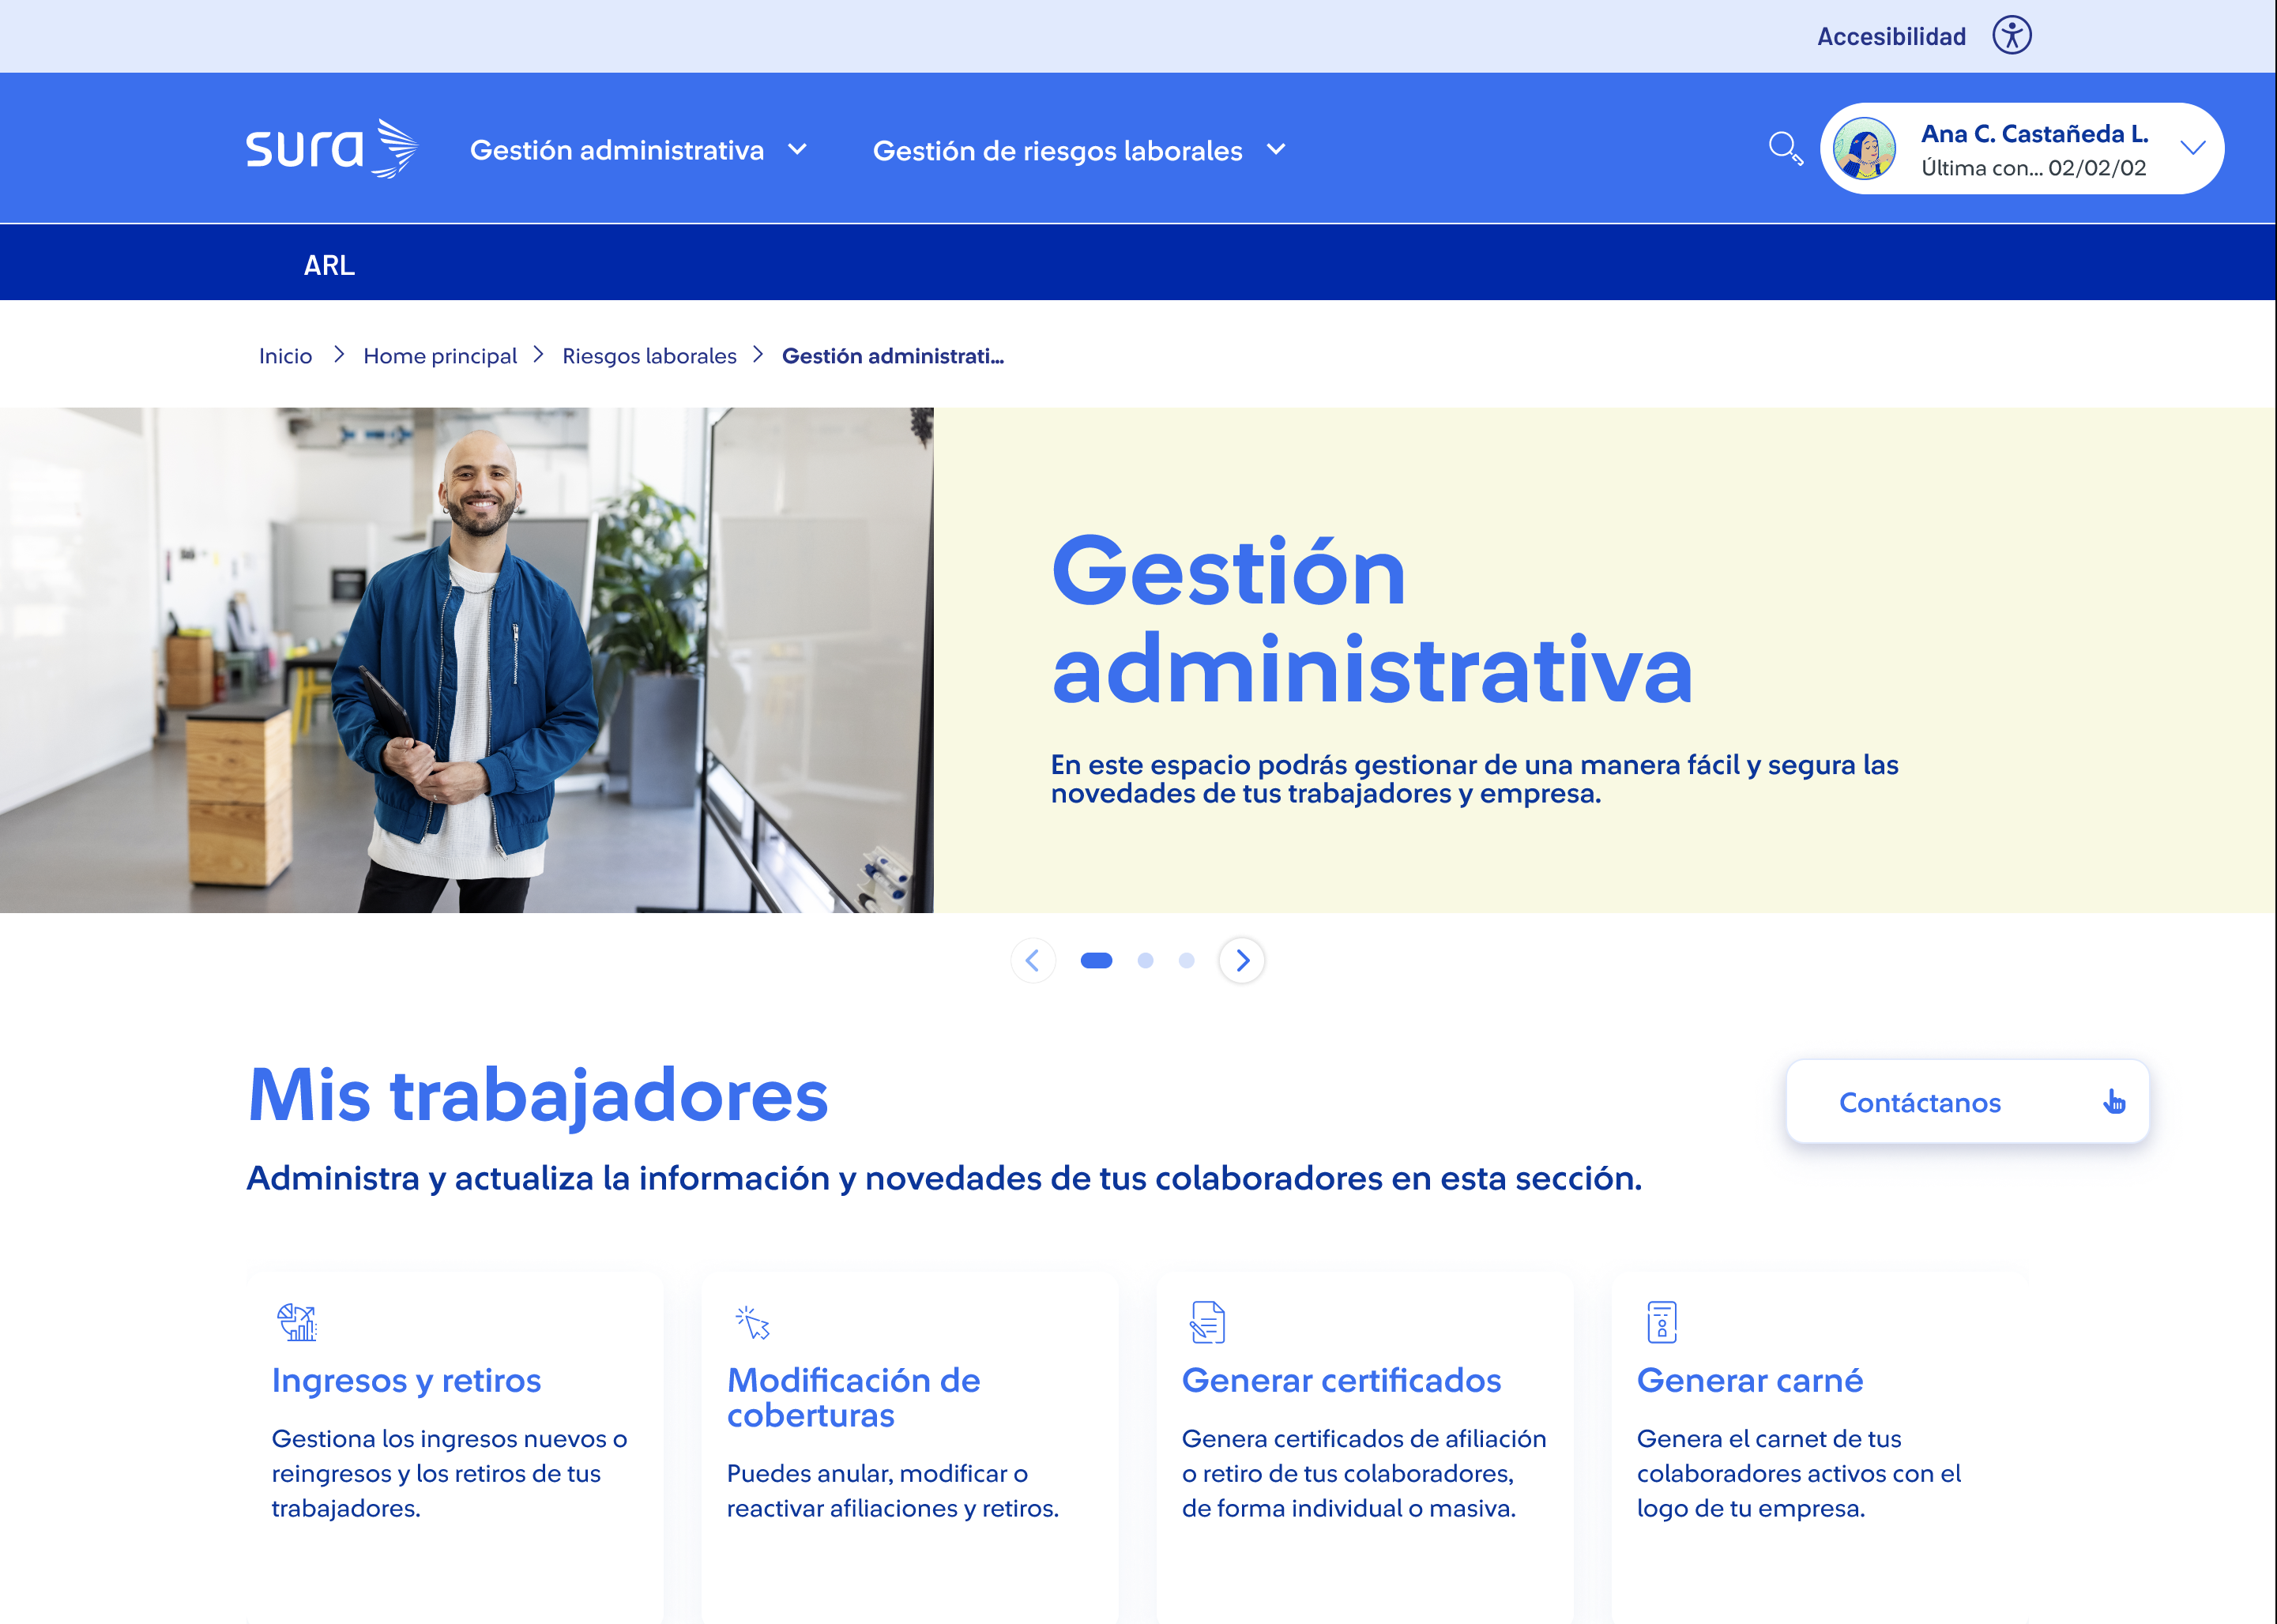 Accesibilidad
sura
Gestión administrativa
Gestión de riesgos laborales
Ana C. Castañeda L.
Última con... 02/02/02
ARL
Inicio
Home principal
Riesgos laborales
Gestión administrati...
Gestión
administrativa
En este espacio podrás gestionar de una manera fácil y segura las
novedades de tus trabajadores y empresa.
Mis trabajadores
Contáctanos
Administra y actualiza la información y novedades de tus colaboradores en esta sección.
Ingresos y retiros
Gestiona los ingresos nuevos o
reingresos y los retiros de tus
trabajadores.
Modificación de
coberturas
Puedes anular, modificar o
reactivar afiliaciones y retiros.
Generar certificados
Genera certificados de afiliación
o retiro de tus colaboradores,
de forma individual o masiva.
Generar carné
Genera el carnet de tus
colaboradores activos con el
logo de tu empresa.